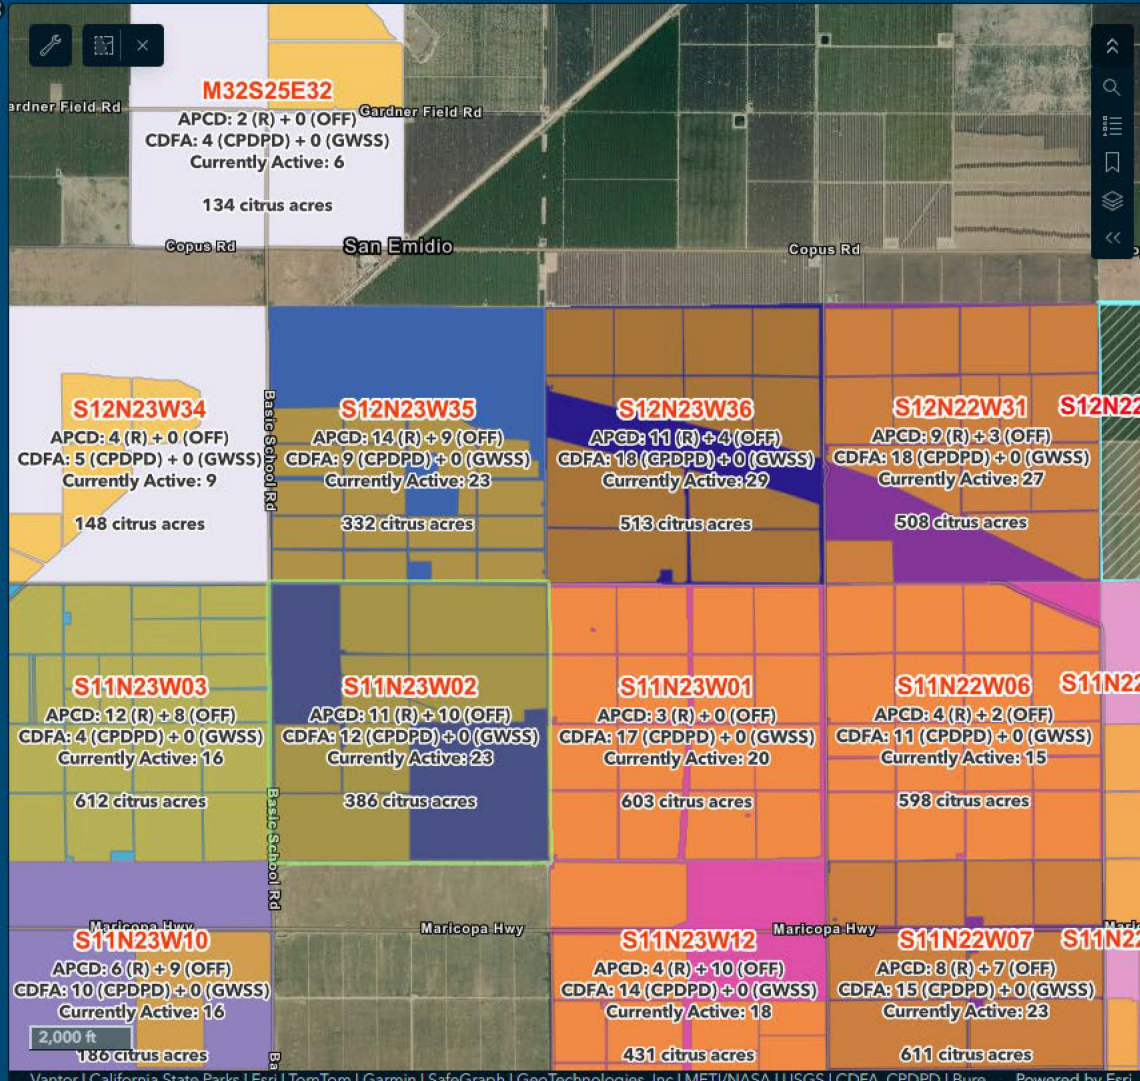 M32S25E32
ardner Field Rd
Gardner Field Rd
APCD: 2 (R) + 0 (OFF)
CDFA: 4 (CPDPD) + 0 (GWSS)
Currently Active: 6
134 citrus acres
Copus Rd
San Emidio
Copus Rd
Basic School Rd
S12N23W34
APCD: 4 (R) + 0 (OFF)
CDFA: 5 (CPDPD) + 0 (GWSS)
Currently Active: 9
148 citrus acres
S12N23W35
APCD: 14 (R) + 9 (OFF)
CDFA: 9 (CPDPD) + 0 (GWSS)
Currently Active: 23
332 citrus acres
S12N23W36
APCD: 11 (R) + 4 (OFF)
CDFA: 18 (CPDPD) + 0 (GWSS)
Currently Active: 29
513 citrus acres
S12N22W31
APCD: 9 (R) + 3 (OFF)
CDFA: 18 (CPDPD) + 0 (GWSS)
Currently Active: 27
508 citrus acres
S12N22
S11N23W03
APCD: 12 (R) + 8 (OFF)
CDFA: 4 (CPDPD) + 0 (GWSS)
Currently Active: 16
612 citrus acres
S11N23W02
APCD: 11 (R) + 10 (OFF)
CDFA: 12 (CPDPD) + 0 (GWSS)
Currently Active: 23
386 citrus acres
S11N23W01
APCD: 3 (R) + 0 (OFF)
CDFA: 17 (CPDPD) + 0 (GWSS)
Currently Active: 20
603 citrus acres
S11N22W06
APCD: 4 (R) + 2 (OFF)
CDFA: 11 (CPDPD) + 0 (GWSS)
Currently Active: 15
598 citrus acres
S11N22
Basic School Rd
Maricopa Hwy
Maricopa Hwy
Maricopa Hwy
S11N23W10
APCD: 6 (R) + 9 (OFF)
CDFA: 10 (CPDPD) + 0 (GWSS)
Currently Active: 16
186 citrus acres
S11N23W12
APCD: 4 (R) + 10 (OFF)
CDFA: 14 (CPDPD) + 0 (GWSS)
Currently Active: 18
431 citrus acres
S11N22W07
APCD: 8 (R) + 7 (OFF)
CDFA: 15 (CPDPD) + 0 (GWSS)
Currently Active: 23
611 citrus acres
S11N22
2,000 ft
Ba
Vantor | California State Parks | Esri | TomTom | Garmin | SafeGraph | GeoTechnologies, Inc | METI/NASA | USGS | CDFA, CPDPD | Bure... Powered by Esri